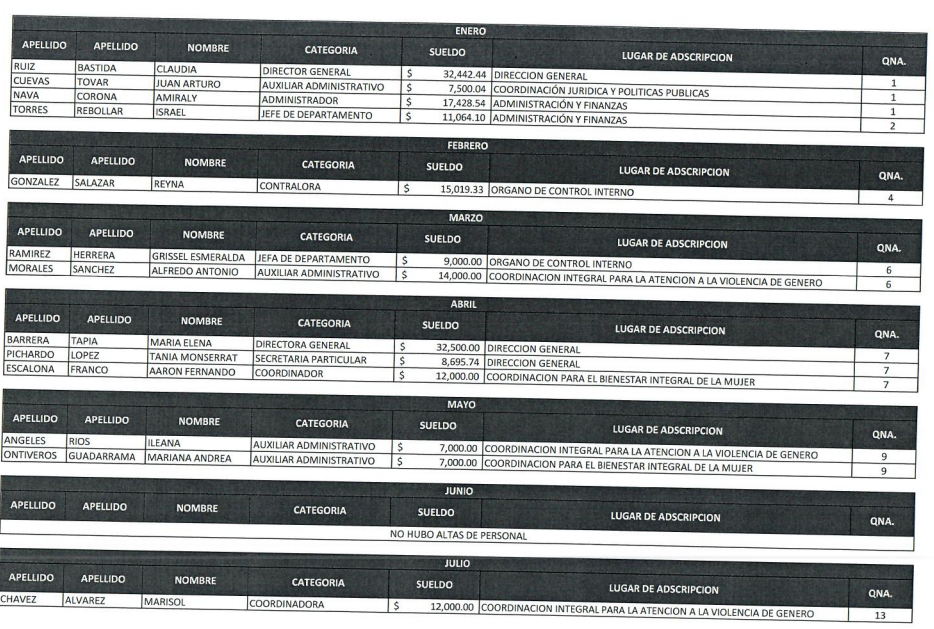 ENERO
APELLIDO APELLIDO NOMBRE CATEGORIA SUELDO LUGAR DE ADSCRIPCION QNA.
RUIZ BASTIDA CLAUDIA DIRECTOR GENERAL $ 32,442.44 DIRECCION GENERAL 1
CUEVAS TOVAR JUAN ARTURO AUXILIAR ADMINISTRATIVO $ 7,500.04 COORDINACIÓN JURIDICA Y POLITICAS PUBLICAS 1
NAVA CORONA AMIRALY ADMINISTRADOR $ 17,428.54 ADMINISTRACIÓN Y FINANZAS 1
TORRES REBOLLAR ISRAEL JEFE DE DEPARTAMENTO $ 11,064.10 ADMINISTRACIÓN Y FINANZAS 2
FEBRERO
APELLIDO APELLIDO NOMBRE CATEGORIA SUELDO LUGAR DE ADSCRIPCION QNA.
GONZALEZ SALAZAR REYNA CONTRALORA $ 15,019.33 ORGANO DE CONTROL INTERNO 4
MARZO
APELLIDO APELLIDO NOMBRE CATEGORIA SUELDO LUGAR DE ADSCRIPCION QNA.
RAMIREZ HERRERA GRISSEL ESMERALDA JEFA DE DEPARTAMENTO $ 9,000.00 ORGANO DE CONTROL INTERNO 6
MORALES SANCHEZ ALFREDO ANTONIO AUXILIAR ADMINISTRATIVO $ 14,000.00 COORDINACION INTEGRAL PARA LA ATENCION A LA VIOLENCIA DE GENERO 6
ABRIL
APELLIDO APELLIDO NOMBRE CATEGORIA SUELDO LUGAR DE ADSCRIPCION QNA.
BARRERA TAPIA MARIA ELENA DIRECTORA GENERAL $ 32,500.00 DIRECCION GENERAL 7
PICHARDO LOPEZ TANIA MONSERRAT SECRETARIA PARTICULAR $ 8,695.74 DIRECCION GENERAL 7
ESCALONA FRANCO AARON FERNANDO COORDINADOR $ 12,000.00 COORDINACION PARA EL BIENESTAR INTEGRAL DE LA MUJER 7
MAYO
APELLIDO APELLIDO NOMBRE CATEGORIA SUELDO LUGAR DE ADSCRIPCION QNA.
ANGELES RIOS ILEANA AUXILIAR ADMINISTRATIVO $ 7,000.00 COORDINACION INTEGRAL PARA LA ATENCION A LA VIOLENCIA DE GENERO 9
ONTIVEROS GUADARRAMA MARIANA ANDREA AUXILIAR ADMINISTRATIVO $ 7,000.00 COORDINACION PARA EL BIENESTAR INTEGRAL DE LA MUJER 9
JUNIO
APELLIDO APELLIDO NOMBRE CATEGORIA SUELDO LUGAR DE ADSCRIPCION QNA.
NO HUBO ALTAS DE PERSONAL
JULIO
APELLIDO APELLIDO NOMBRE CATEGORIA SUELDO LUGAR DE ADSCRIPCION QNA.
CHAVEZ ALVAREZ MARISOL COORDINADORA $ 12,000.00 COORDINACION INTEGRAL PARA LA ATENCION A LA VIOLENCIA DE GENERO 13